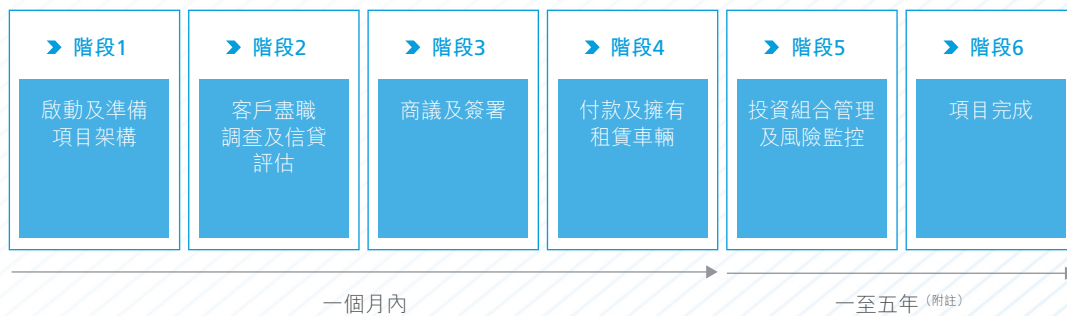 階段1
啟動及準備
項目架構
階段2
客戶盡職
調查及信貸
評估
階段3
商議及簽署
階段4
付款及擁有
租賃車輛
階段5
投資組合管理
及風險監控
階段6
項目完成
一個月內
一至五年（附註）